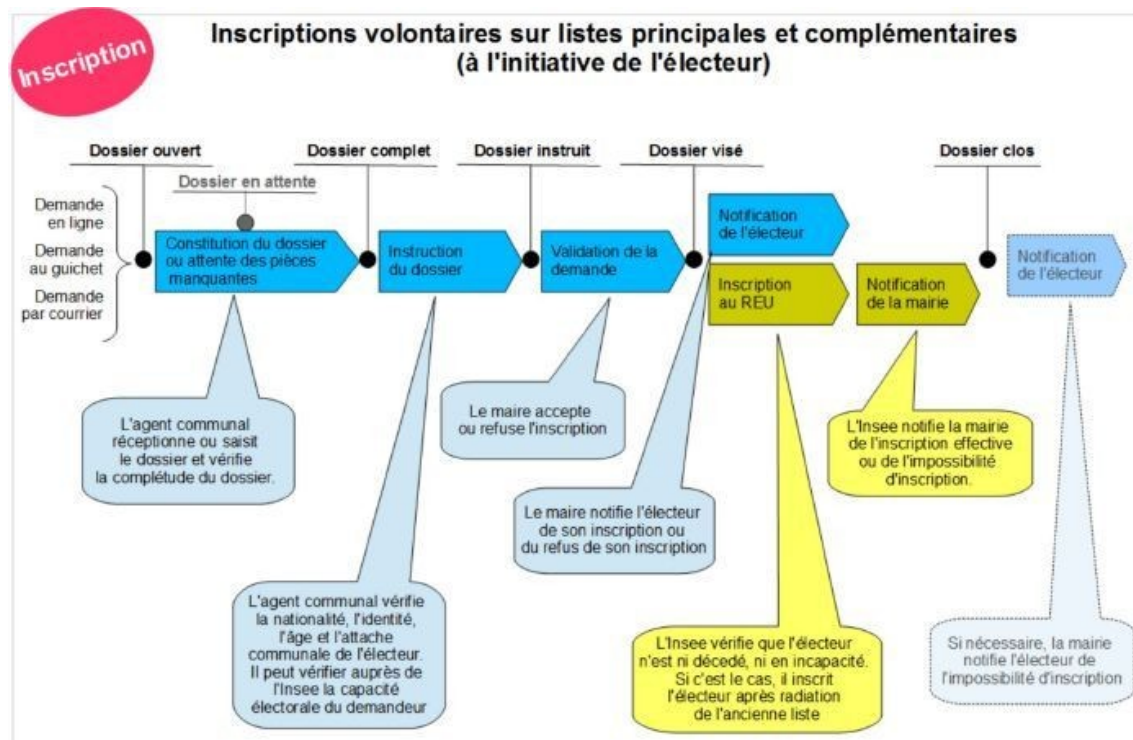 Inscription
Inscriptions volontaires sur listes principales et complémentaires
(à l'initiative de l'électeur)
Dossier ouvert
Dossier complet
Dossier instruit
Dossier visé
Dossier clos
Dossier en attente
Demande
en ligne
Demande
au guichet
Demande
par courrier
Constitution du dossier
ou attente des pièces
manquantes
Instruction
du dossier
Validation de la
demande
Notification
de l'électeur
Inscription
au REU
Notification
de la mairie
Notification
de l'électeur
L'agent communal
réceptionne ou saisit
le dossier et vérifie
la complétude du dossier.
Le maire accepte
ou refuse l'inscription
L'Insee notifie la mairie
de l'inscription effective
ou de l'impossibilité
d'inscription.
Le maire notifie l'électeur
de son inscription ou
du refus de son inscription
L'agent communal vérifie
la nationalité, l'identité,
l'âge et l'attache
communale de l'électeur.
Il peut vérifier auprès de
l'Insee la capacité
électorale du demandeur
L'Insee vérifie que l'électeur
n'est ni décedé, ni en incapacité.
Si c'est le cas, il inscrit
l'électeur après radiation
de l'ancienne liste
Si nécessaire, la mairie
notifie l'électeur de
l'impossibilité d'inscription